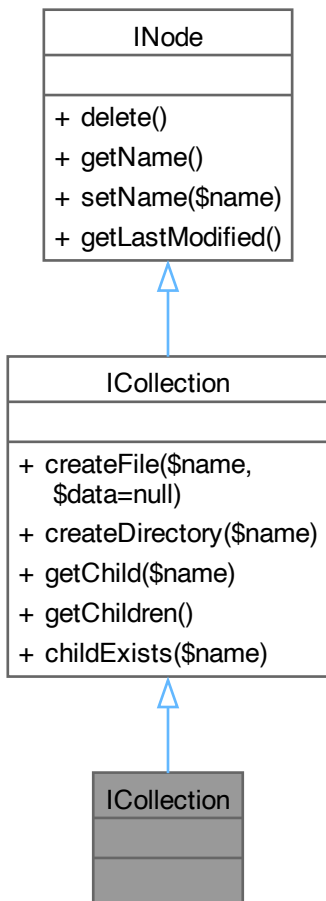 INode
+ delete()
+ getName()
+ setName($name)
+ getLastModified()
ICollection
+ createFile($name,
$data=null)
+ createDirectory($name)
+ getChild($name)
+ getChildren()
+ childExists($name)
ICollection